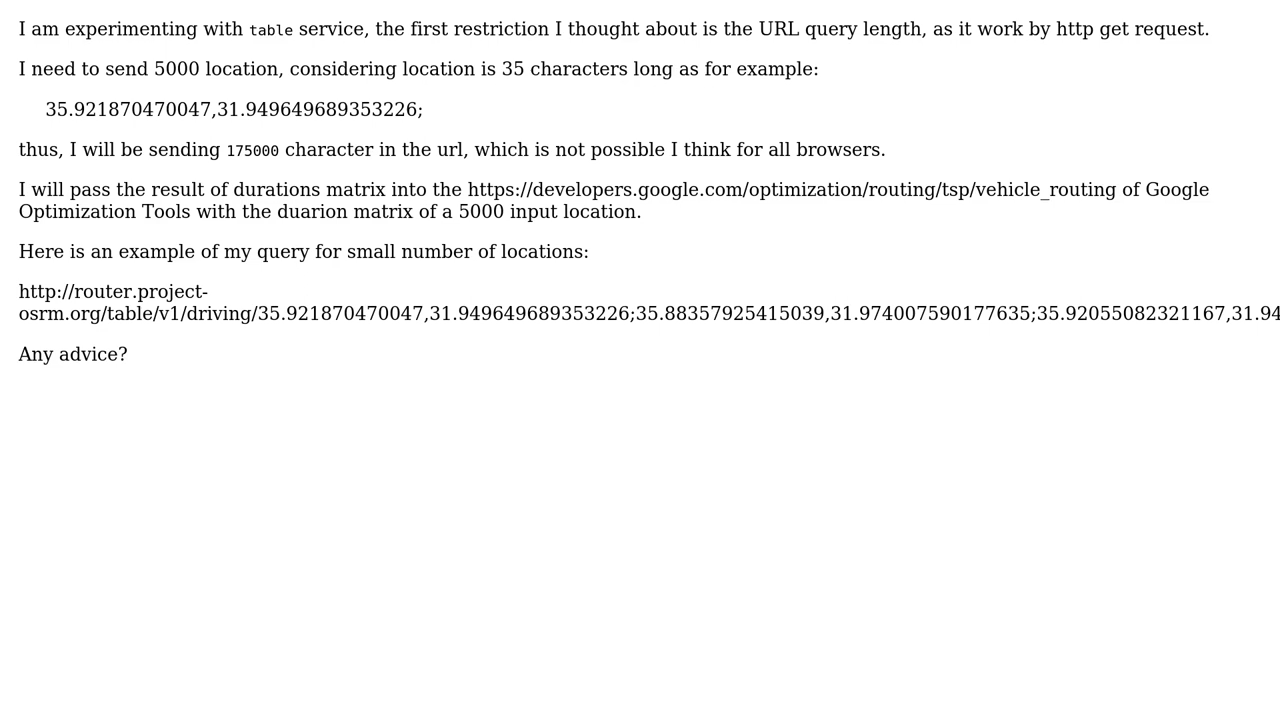 I am experimenting with table service, the first restriction I thought about is the URL query length, as it work by http get request.
I need to send 5000 location, considering location is 35 characters long as for example:
35.921870470047,31.949649689353226;
thus, I will be sending 175000 character in the url, which is not possible I think for all browsers.
I will pass the result of durations matrix into the https://developers.google.com/optimization/routing/tsp/vehicle_routing of Google
Optimization Tools with the duarion matrix of a 5000 input location.
Here is an example of my query for small number of locations:
http://router.project-
osrm.org/table/v1/driving/35.921870470047,31.949649689353226;35.88357925415039,31.974007590177635;35.92055082321167,31.94
Any advice?